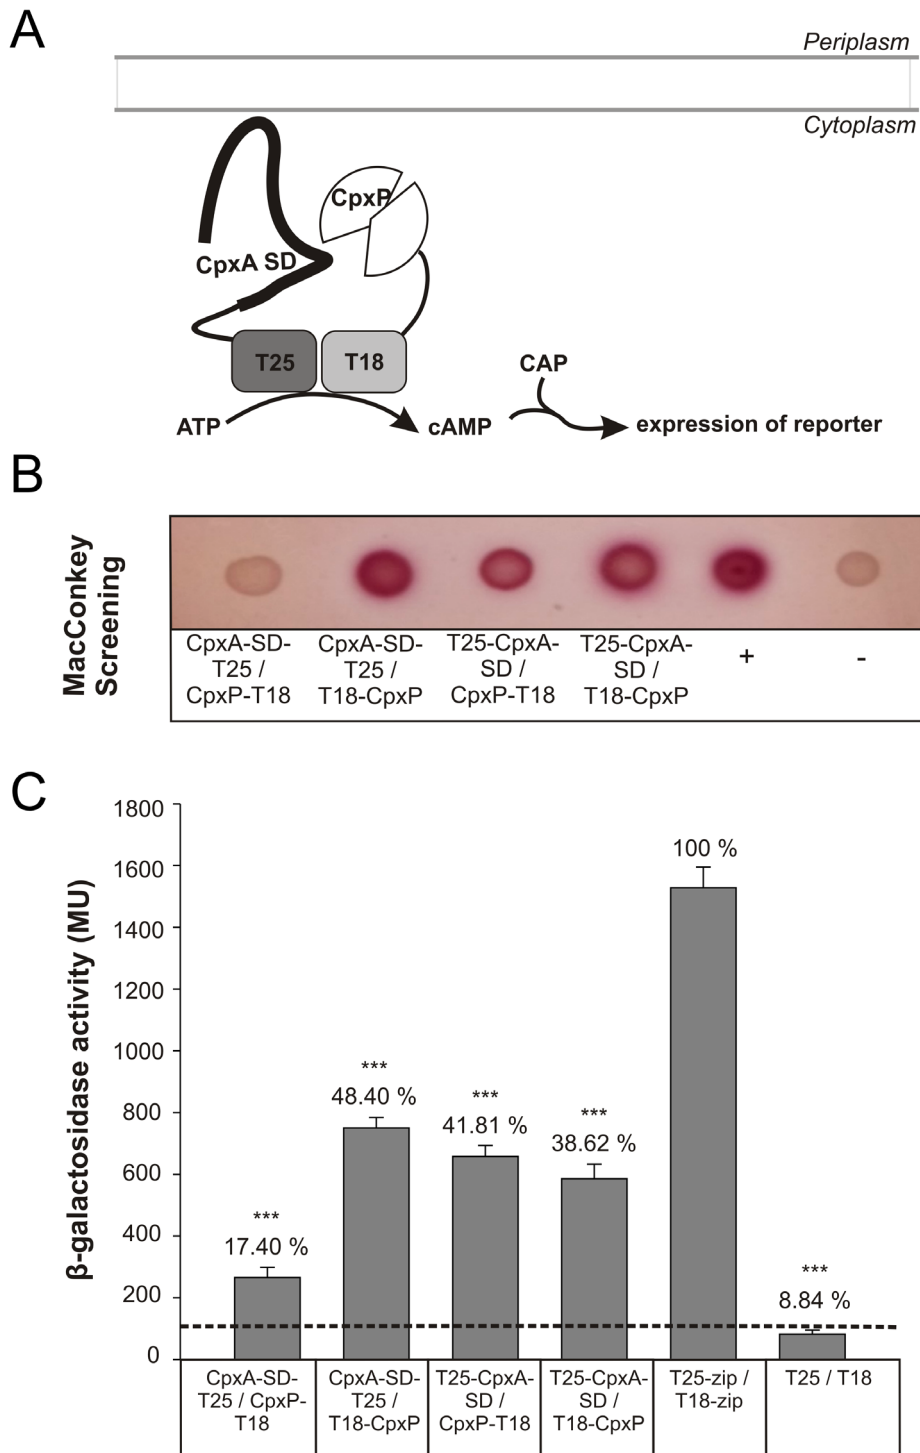 A
Periplasm
Cytoplasm
CpxP
CpxA SD
T25
T18
CAP
ATP
cAMP
expression of reporter
B
MacConkey
Screening
CpxA-SD-
T25 /
CpxP-T18
CpxA-SD-
T25 /
T18-CpxP
T25-CpxA-
SD /
CpxP-T18
T25-CpxA-
SD /
T18-CpxP
+
-
C
β-galactosidase activity (MU)
1800
1600
1400
1200
1000
800
600
400
200
0
***
17.40 %
***
48.40 %
***
41.81 %
***
38.62 %
100 %
***
8.84 %
CpxA-SD-
T25 / CpxP-
T18
CpxA-SD-
T25 /
T18-CpxP
T25-CpxA-
SD /
CpxP-T18
T25-CpxA-
SD /
T18-CpxP
T25-zip /
T18-zip
T25 / T18